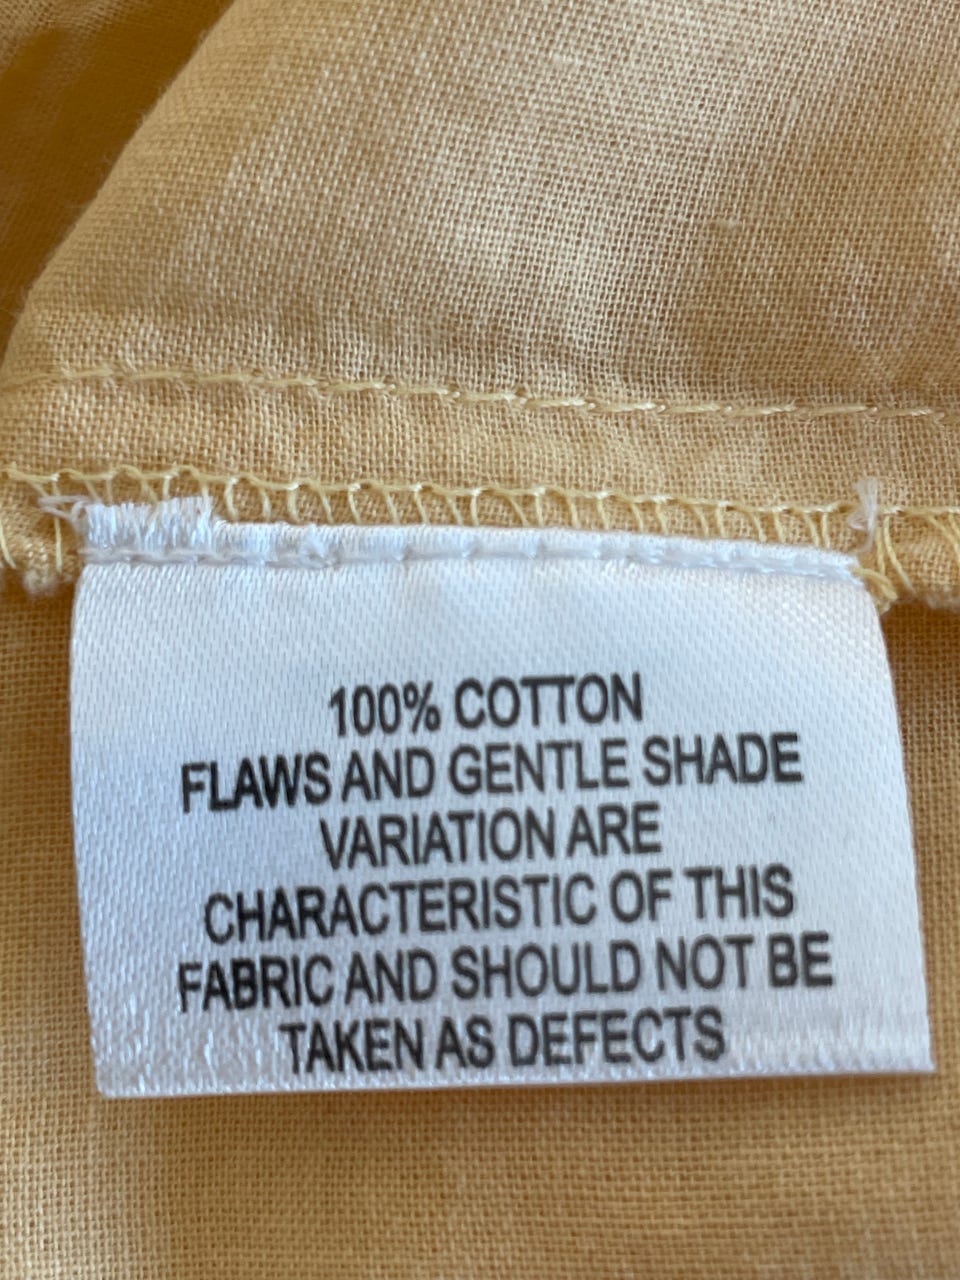 100% COTTON
FLAWS AND GENTLE SHADE
VARIATION ARE
CHARACTERISTIC OF THIS
FABRIC AND SHOULD NOT BE
TAKEN AS DEFECTS